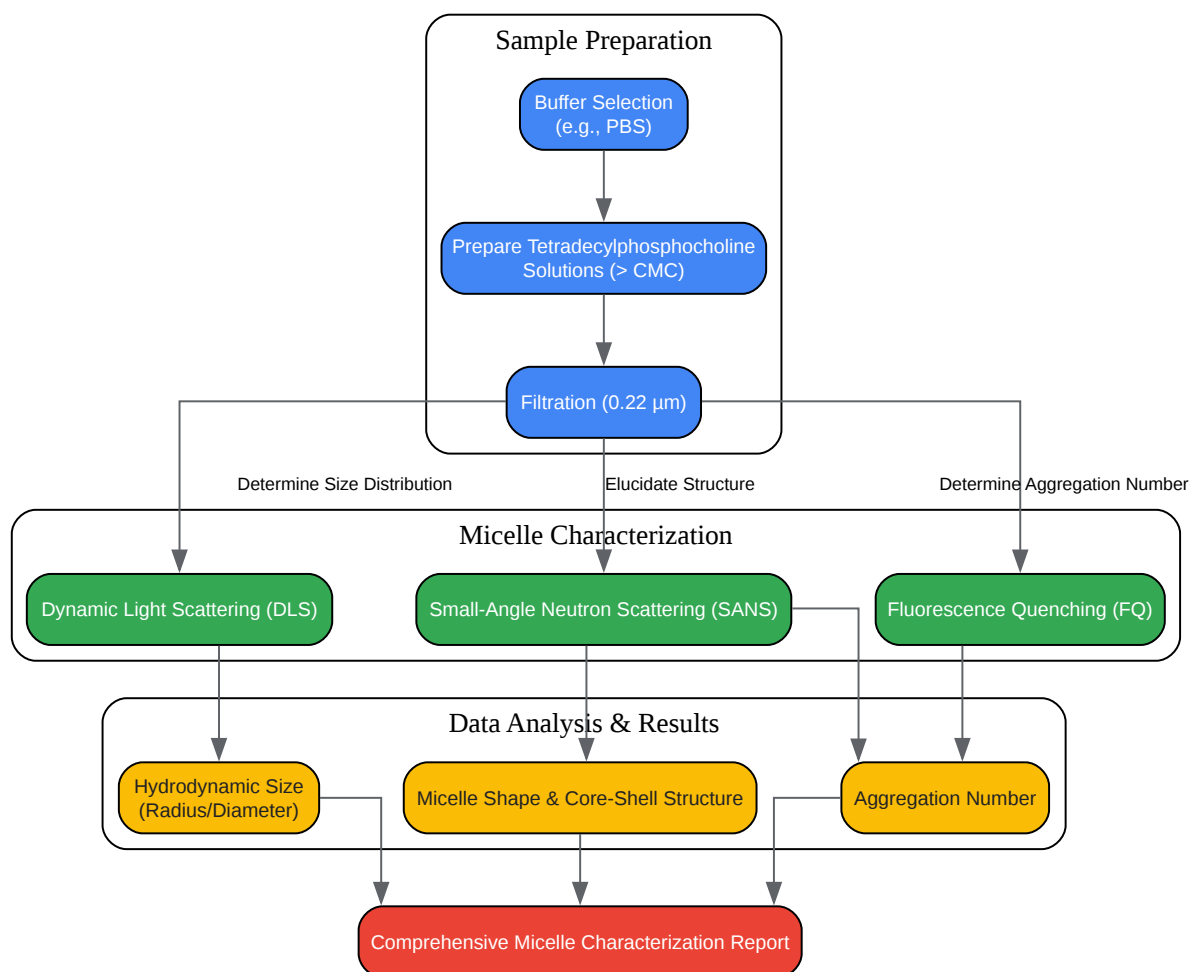 Sample Preparation
Buffer Selection
(e.g., PBS)
Prepare Tetradecylphosphocholine
Solutions (> CMC)
Filtration (0.22 µm)
Determine Size Distribution
Elucidate Structure
Determine Aggregation Number
Micelle Characterization
Dynamic Light Scattering (DLS)
Small-Angle Neutron Scattering (SANS)
Fluorescence Quenching (FQ)
Data Analysis & Results
Hydrodynamic Size
(Radius/Diameter)
Micelle Shape & Core-Shell Structure
Aggregation Number
Comprehensive Micelle Characterization Report